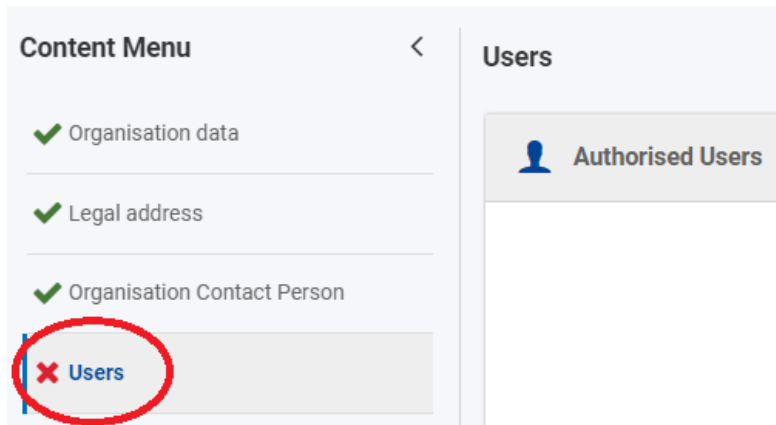 Content Menu
Organisation data
Legal address
Organisation Contact Person
Users
Users
Authorised Users